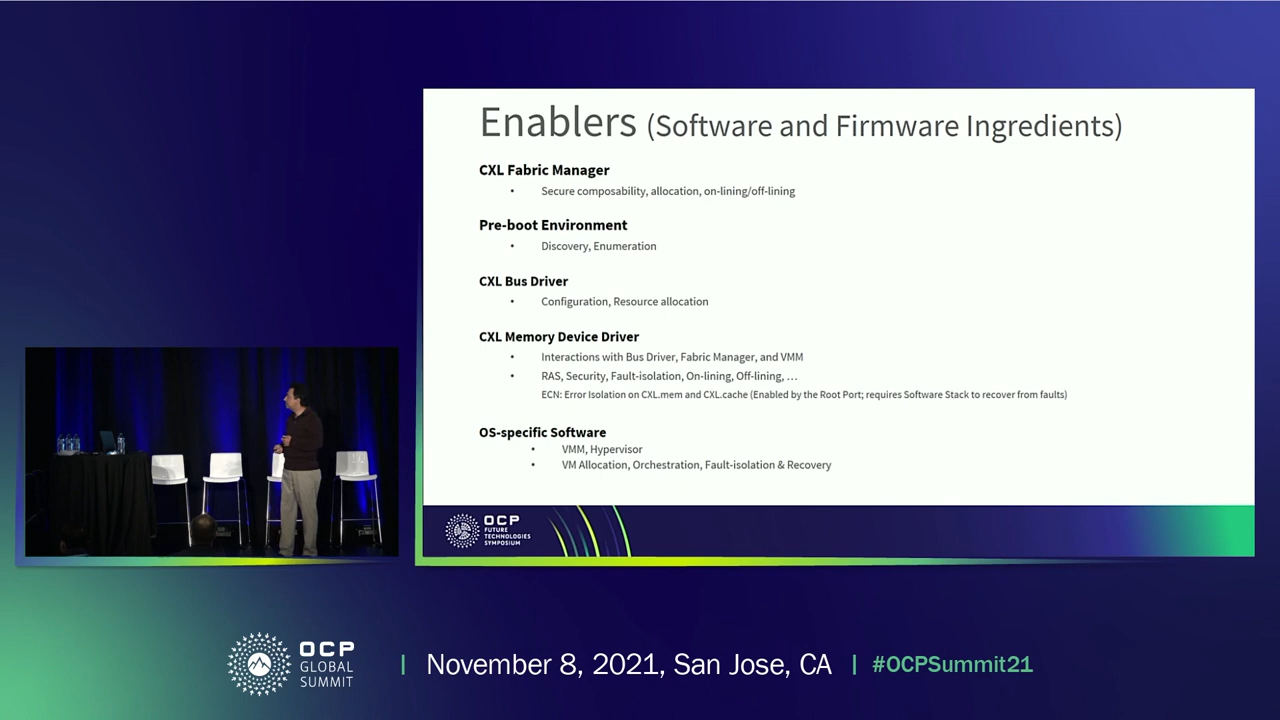 Enablers (Software and Firmware Ingredients)
CXL Fabric Manager
• Secure composability, allocation, on-lining/off-lining
Pre-boot Environment
• Discovery, Enumeration
CXL Bus Driver
• Configuration, Resource allocation
CXL Memory Device Driver
• Interactions with Bus Driver, Fabric Manager, and VMM
• RAS, Security, Fault-isolation, On-lining, Off-lining, …
ECN: Error Isolation on CXL.mem and CXL.cache (Enabled by the Root Port; requires Software Stack to recover from faults)
OS-specific Software
• VMM, Hypervisor
• VM Allocation, Orchestration, Fault-isolation & Recovery
OCP
FUTURE
TECHNOLOGIES
SYMPOSIUM
OCP
GLOBAL
SUMMIT
| November 8, 2021, San Jose, CA | #OCPSummit21